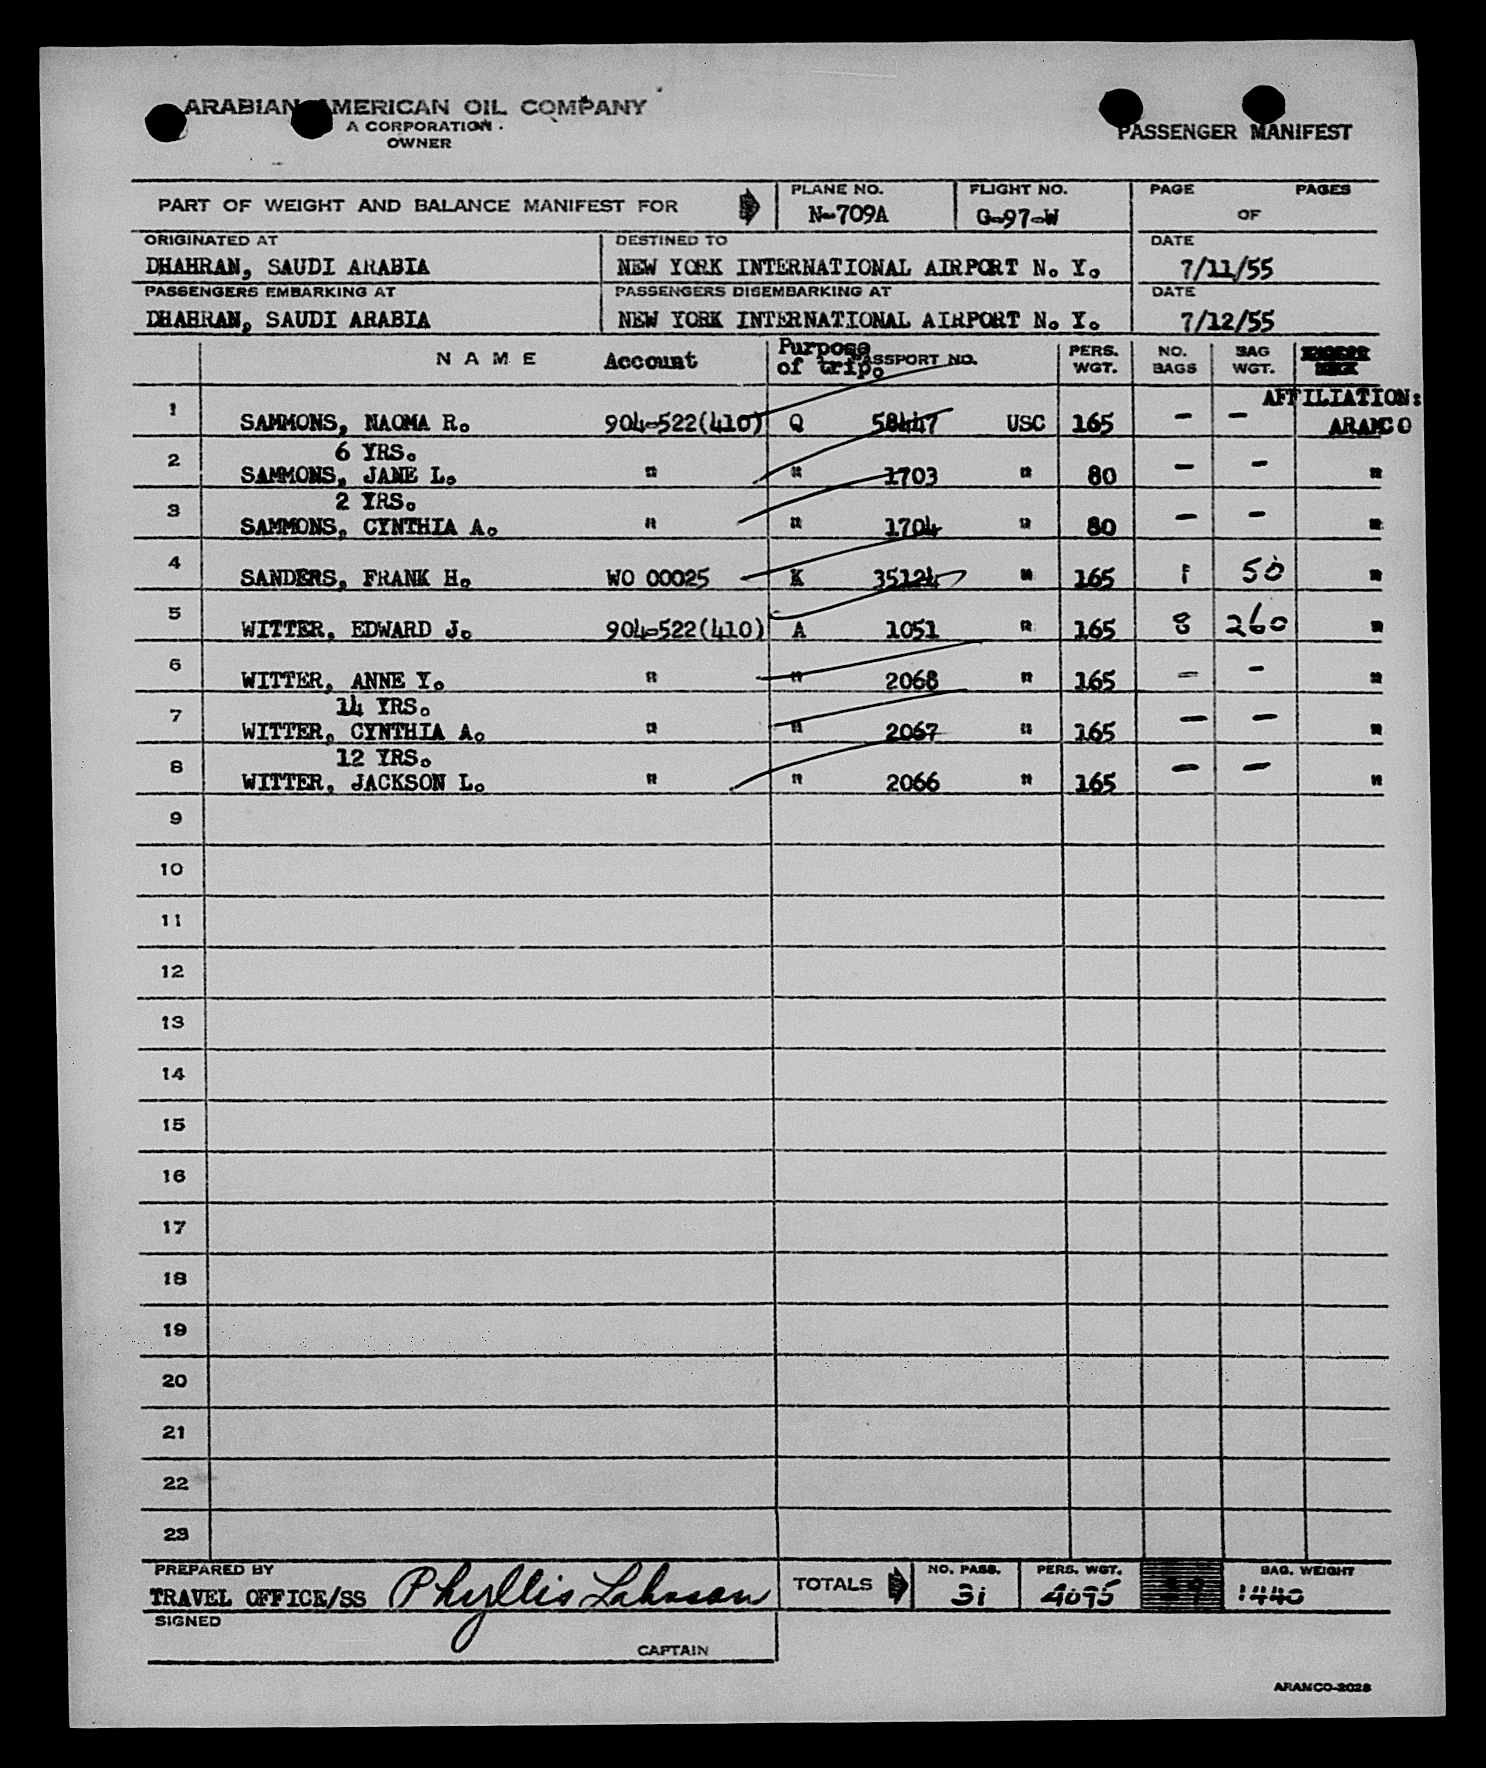 ARABIAN AMERICAN OIL COMPANY
A CORPORATION
OWNER
PASSENGER MANIFEST
PART OF WEIGHT AND BALANCE MANIFEST FOR
PLANE NO. N-709A
FLIGHT NO. G-97-W
PAGE OF PAGES
ORIGINATED AT DESTINED TO DATE
DHAHRAN, SAUDI ARABIA NEW YORK INTERNATIONAL AIRPORT N. Y. 7/11/55
PASSENGERS EMBARKING AT PASSENGERS DISEMBARKING AT DATE
DHAHRAN, SAUDI ARABIA NEW YORK INTERNATIONAL AIRPORT N. Y. 7/12/55
NAME Account Purpose of trip. PASSPORT NO. PERS. WGT. NO. BAGS BAG WGT.
AFFILIATION:
1 SAMMONS, NAOMA R. 904-522(410) Q 58447 USC 165 - - ARAMCO
6 YRS.
2 SAMMONS, JANE L. " " 1703 " 80 - - "
2 YRS.
3 SAMMONS, CYNTHIA A. " " 1704 " 80 - - "
4 SANDERS, FRANK H. WO 00025 K 35124 " 165 1 50 "
5 WITTER, EDWARD J. 904-522(410) A 1051 " 165 8 260 "
6 WITTER, ANNE Y. " " 2068 " 165 - - "
14 YRS.
7 WITTER, CYNTHIA A. " " 2067 " 165 - - "
12 YRS.
8 WITTER, JACKSON L. " " 2066 " 165 - - "
9
10
11
12
13
14
15
16
17
18
19
20
21
22
23
PREPARED BY
TRAVEL OFFICE/SS Phyllis
TOTALS NO. PASS. 31 PERS. WGT. 4095 BAG. WEIGHT 1440
SIGNED
CAPTAIN
ARAMCO-2028